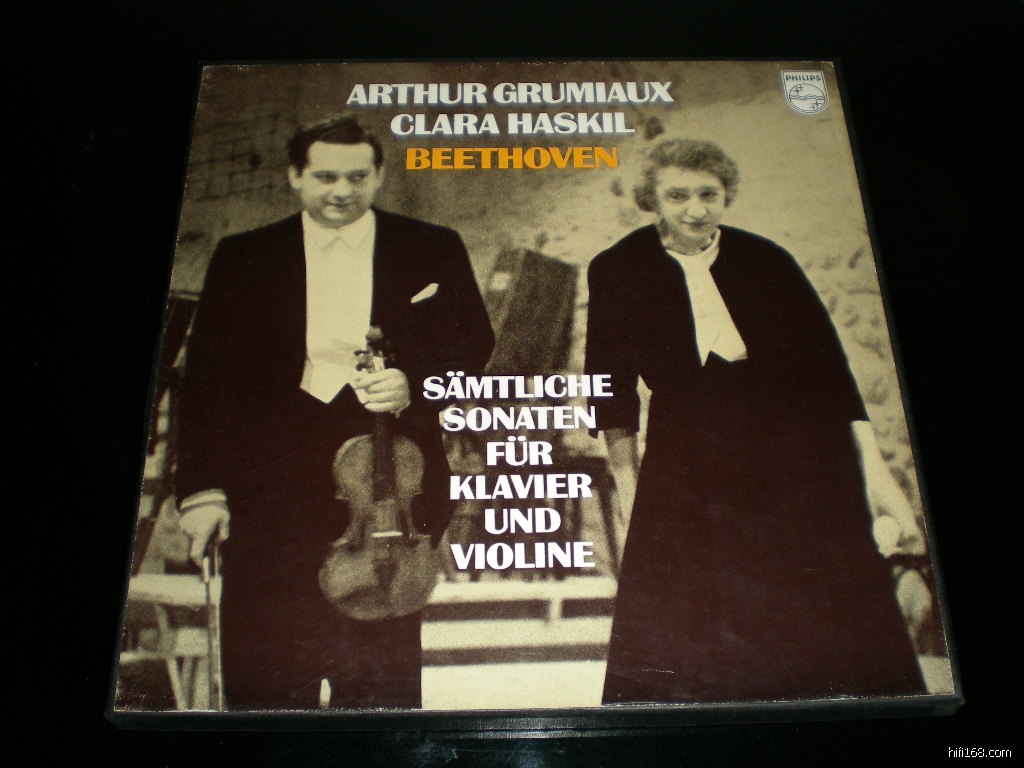 ARTHUR GRUMIAUX
CLARA HASKIL
BEETHOVEN
PHILIPS
SÄMTLICHE
SONATEN
FÜR
KLAVIER
UND
VIOLINE
hifi168.com